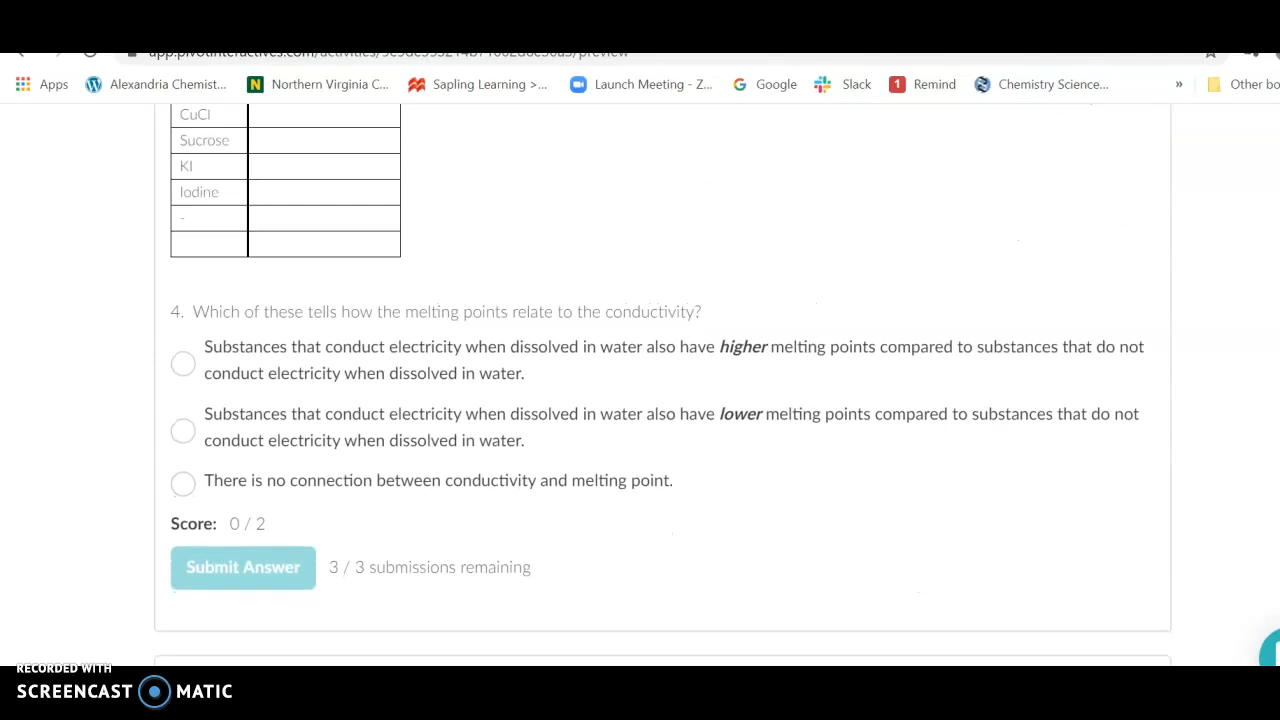 app.pivotinteractives.com/activities/
Apps Alexandria Chemist... Northern Virginia C... Sapling Learning >... Launch Meeting - Z... Google Slack 1 Remind Chemistry Science... » Other bo
CuCl
Sucrose
KI
Iodine
-
4. Which of these tells how the melting points relate to the conductivity?
Substances that conduct electricity when dissolved in water also have higher melting points compared to substances that do not
conduct electricity when dissolved in water.
Substances that conduct electricity when dissolved in water also have lower melting points compared to substances that do not
conduct electricity when dissolved in water.
There is no connection between conductivity and melting point.
Score: 0 / 2
Submit Answer 3 / 3 submissions remaining
RECORDED WITH
SCREENCAST MATIC